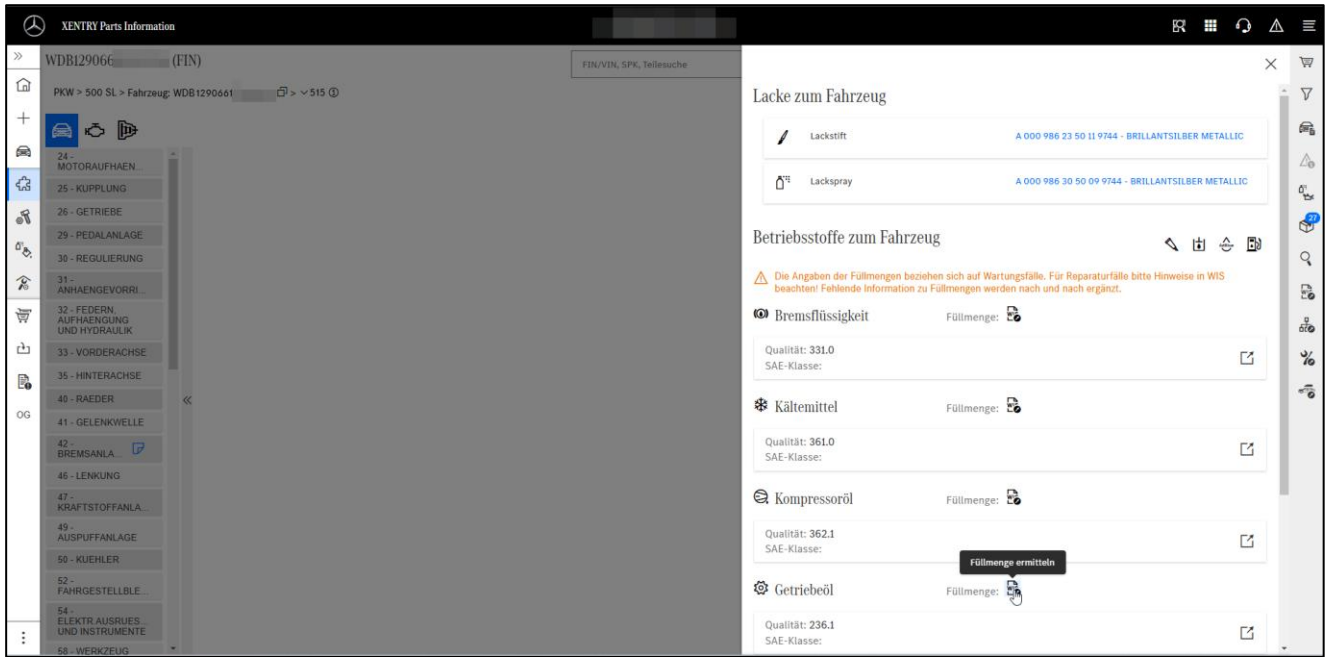 XENTRY Parts Information
WDB129066 (FIN)
FIN/VIN, SPK, Teilesuche
PKW > 500 SL > Fahrzeug: WDB1290661 > 515
24 -
MOTORAUFHAEN...
25 - KUPPLUNG
26 - GETRIEBE
29 - PEDALANLAGE
30 - REGULIERUNG
31 -
ANHAENGEVORRI...
32 - FEDERN,
AUFHAENGUNG
UND HYDRAULIK
33 - VORDERACHSE
35 - HINTERACHSE
40 - RAEDER
41 - GELENKWELLE
42 -
BREMSANLA...
46 - LENKUNG
47 -
KRAFTSTOFFANLA...
49 -
AUSPUFFANLAGE
50 - KUEHLER
52 -
FAHRGESTELLBLE...
54 -
ELEKTR.AUSRUES...
UND INSTRUMENTE
58 - WERKZEUG
OG
Lacke zum Fahrzeug
Lackstift A 000 986 23 50 11 9744 - BRILLANTSILBER METALLIC
Lackspray A 000 986 30 50 09 9744 - BRILLANTSILBER METALLIC
Betriebsstoffe zum Fahrzeug
Die Angaben der Füllmengen beziehen sich auf Wartungsfälle. Für Reparaturfälle bitte Hinweise in WIS
beachten! Fehlende Information zu Füllmengen werden nach und nach ergänzt.
Bremsflüssigkeit Füllmenge:
Qualität: 331.0
SAE-Klasse:
Kältemittel Füllmenge:
Qualität: 361.0
SAE-Klasse:
Kompressoröl Füllmenge:
Qualität: 362.1
SAE-Klasse:
Füllmenge ermitteln
Getriebeöl Füllmenge:
Qualität: 236.1
SAE-Klasse:
27